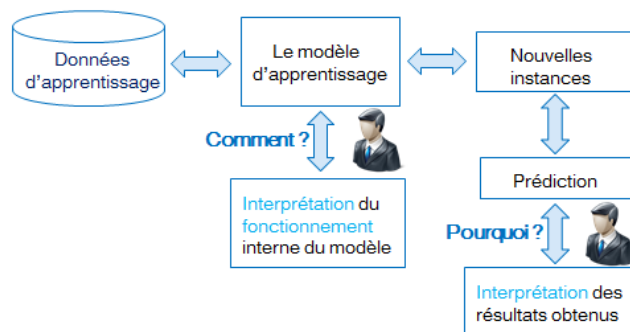 Données
d'apprentissage
Le modèle
d'apprentissage
Nouvelles
instances
Comment ?
Prédiction
Interprétation du
fonctionnement
interne du modèle
Pourquoi ?
Interprétation des
résultats obtenus